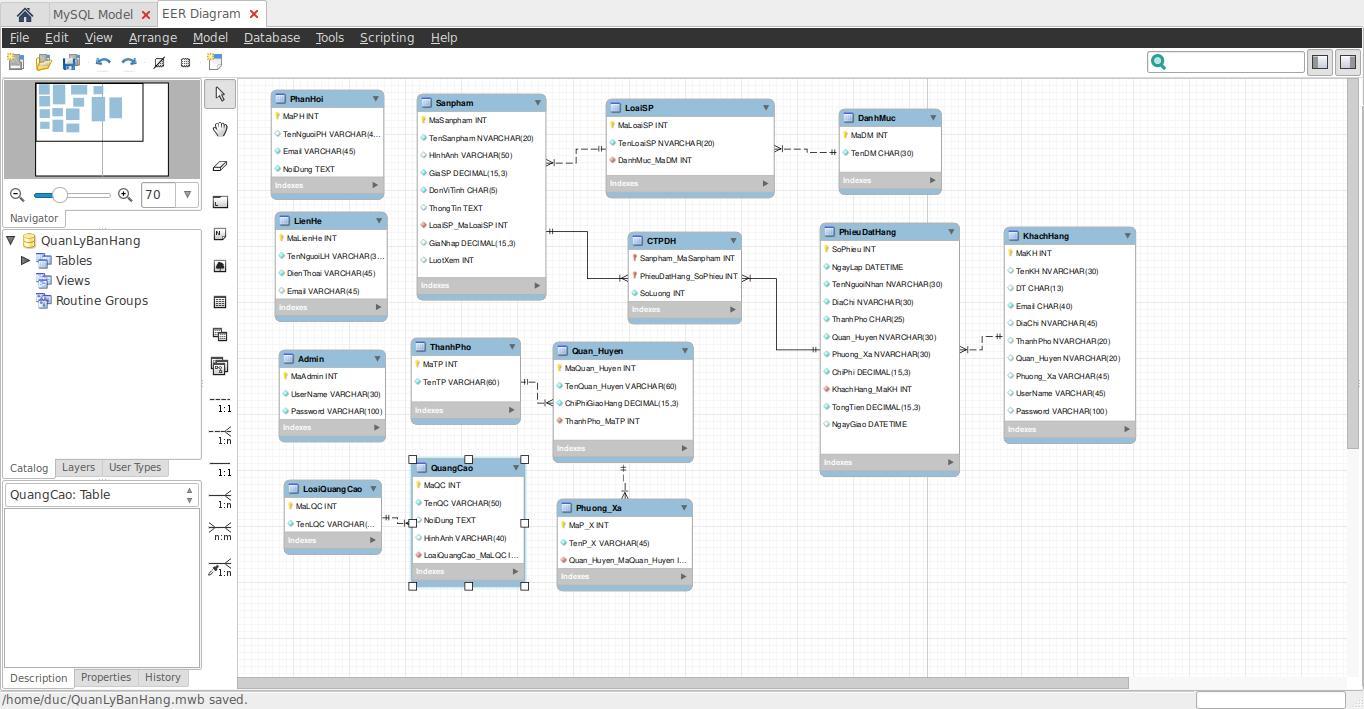 MySQL Model
EER Diagram
File Edit View Arrange Model Database Tools Scripting Help
70
Navigator
QuanLyBanHang
Tables
Views
Routine Groups
Catalog Layers User Types
QuangCao: Table
Description Properties History
/home/duc/QuanLyBanHang.mwb saved.
1:1
1:n
1:1
1:n
n:m
1:n
PhanHoi
MaPH INT
TenNguoiPH VARCHAR(4...
Email VARCHAR(45)
NoiDung TEXT
Indexes
LienHe
MaLienHe INT
TenNguoiLH VARCHAR(3...
DienThoai VARCHAR(45)
Email VARCHAR(45)
Indexes
Admin
MaAdmin INT
UserName VARCHAR(30)
Password VARCHAR(100)
Indexes
LoaiQuangCao
MaLQC INT
TenLQC VARCHAR(...
Indexes
Sanpham
MaSanpham INT
TenSanpham NVARCHAR(20)
HInhAnh VARCHAR(50)
GiaSP DECIMAL(15,3)
DonViTinh CHAR(5)
ThongTin TEXT
LoaiSP_MaLoaiSP INT
GiaNhap DECIMAL(15,3)
LuotXem INT
Indexes
ThanhPho
MaTP INT
TenTP VARCHAR(60)
Indexes
QuangCao
MaQC INT
TenQC VARCHAR(50)
NoiDung TEXT
HinhAnh VARCHAR(40)
LoaiQuangCao_MaLQC I...
Indexes
LoaiSP
MaLoaiSP INT
TenLoaiSP NVARCHAR(20)
DanhMuc_MaDM INT
Indexes
CTPDH
Sanpham_MaSanpham INT
PhieuDatHang_SoPhieu INT
SoLuong INT
Indexes
Quan_Huyen
MaQuan_Huyen INT
TenQuan_Huyen VARCHAR(60)
ChiPhiGiaoHang DECIMAL(15,3)
ThanhPho_MaTP INT
Indexes
Phuong_Xa
MaP_X INT
TenP_X VARCHAR(45)
Quan_Huyen_MaQuan_Huyen I...
Indexes
DanhMuc
MaDM INT
TenDM CHAR(30)
Indexes
PhieuDatHang
SoPhieu INT
NgayLap DATETIME
TenNguoiNhan NVARCHAR(30)
DiaChi NVARCHAR(30)
ThanhPho CHAR(25)
Quan_Huyen NVARCHAR(30)
Phuong_Xa NVARCHAR(30)
ChiPhi DECIMAL(15,3)
KhachHang_MaKH INT
TongTien DECIMAL(15,3)
NgayGiao DATETIME
Indexes
KhachHang
MaKH INT
TenKH NVARCHAR(30)
DT CHAR(13)
Email CHAR(40)
DiaChi NVARCHAR(45)
ThanhPho NVARCHAR(20)
Quan_Huyen NVARCHAR(20)
Phuong_Xa VARCHAR(45)
UserName VARCHAR(45)
Password VARCHAR(100)
Indexes